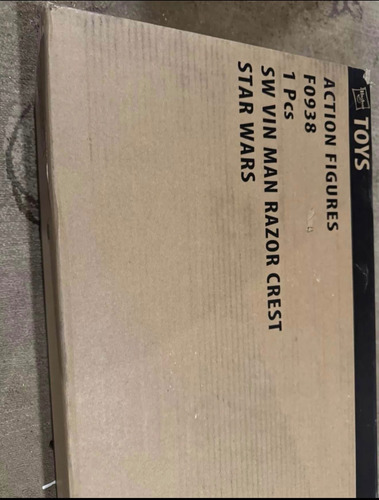 TOYS
ACTION FIGURES
F0938
1 Pcs
SW VIN MAN RAZOR CREST
STAR WARS